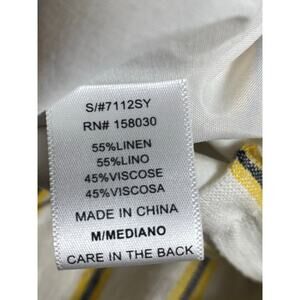 S/#7112SY
RN# 158030
55%LINEN
55%LINO
45%VISCOSE
45%VISCOSA
MADE IN CHINA
M/MEDIANO
CARE IN THE BACK